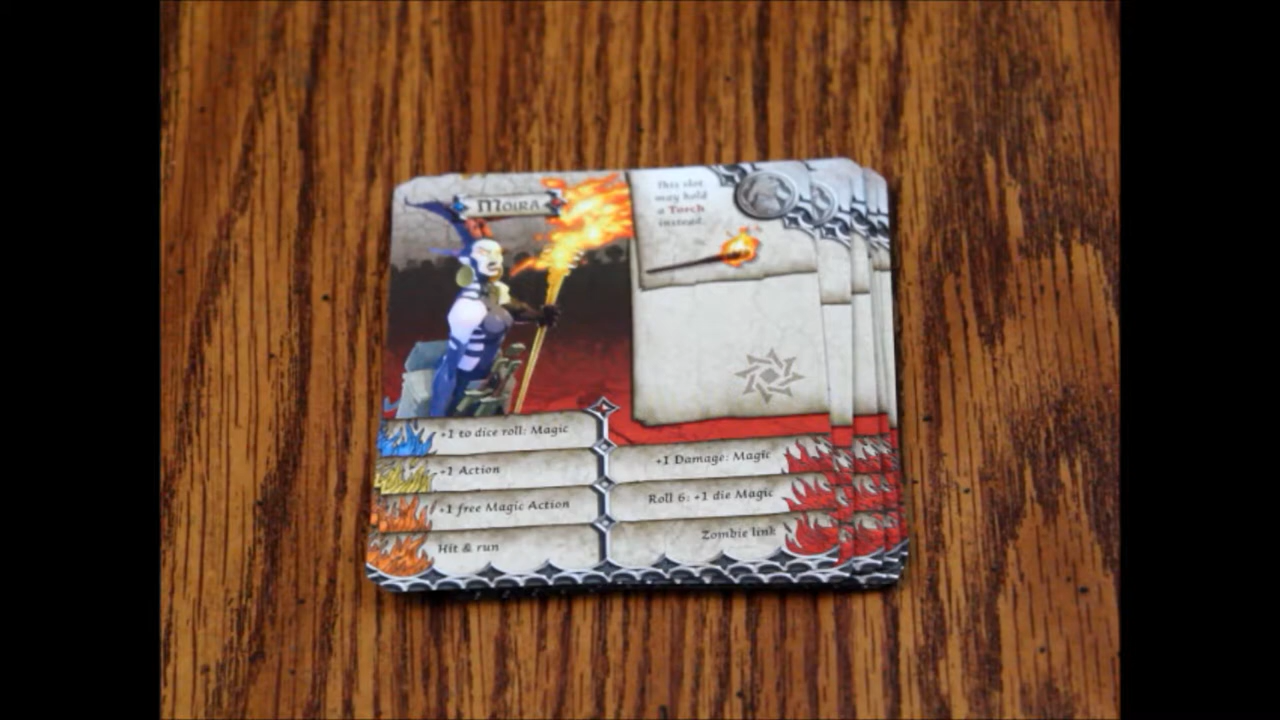 Moira
This slot
may hold
a Torch
instead.
+1 to dice roll: Magic
+1 Action
+1 free Magic Action
Hit & run
+1 Damage: Magic
Roll 6: +1 die Magic
Zombie link